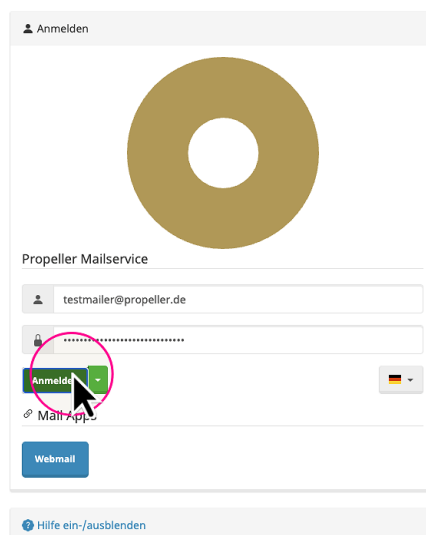 Anmelden
Propeller Mailservice
testmailer@propeller.de
••••••••••••••••••••••••••••••
Anmelden
Mail Apps
Webmail
Hilfe ein-/ausblenden